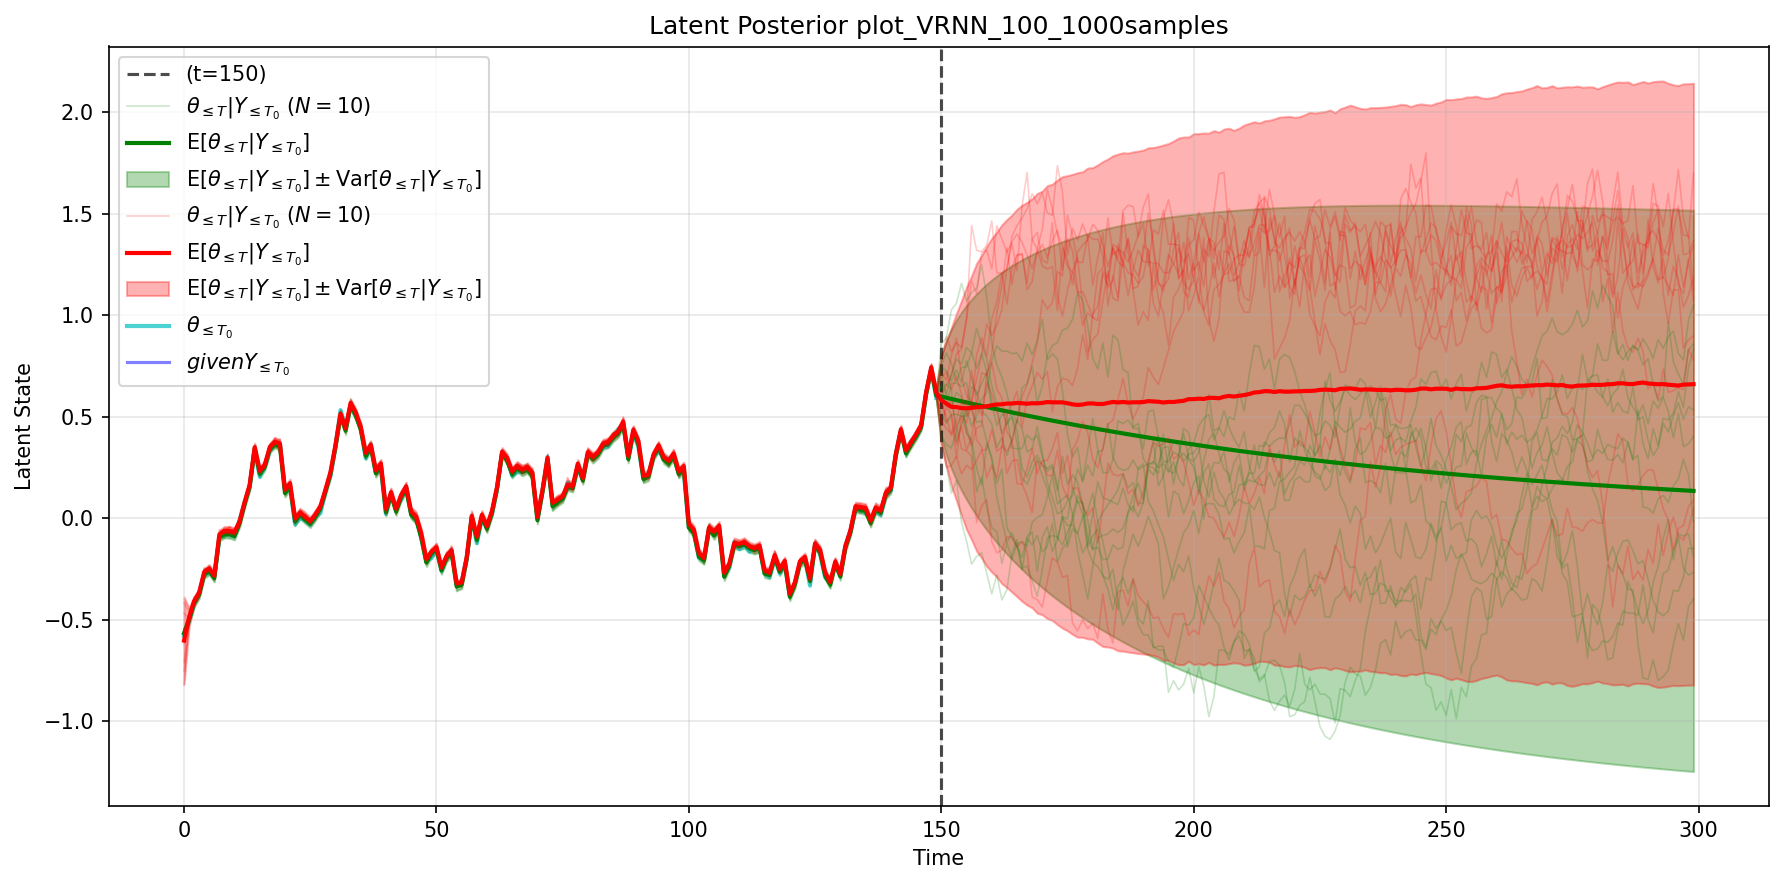 Latent Posterior plot_VRNN_100_1000samples
(t=150)
θ≤T|Y≤T₀ (N = 10)
E[θ≤T|Y≤T₀]
E[θ≤T|Y≤T₀] ± Var[θ≤T|Y≤T₀]
θ≤T|Y≤T₀ (N = 10)
E[θ≤T|Y≤T₀]
E[θ≤T|Y≤T₀] ± Var[θ≤T|Y≤T₀]
θ≤T₀
givenY≤T₀
Latent State
2.0
1.5
1.0
0.5
0.0
−0.5
−1.0
0 50 100 150 200 250 300
Time